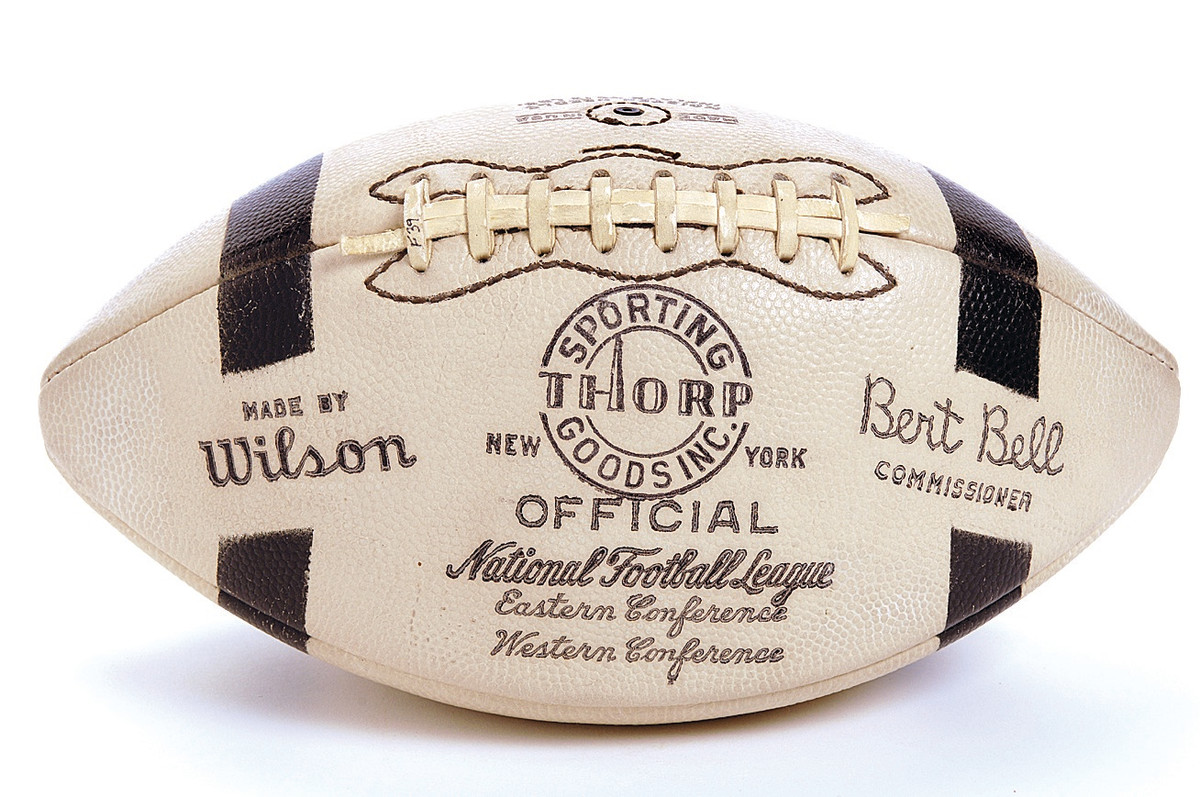 F'39
SPORTING
THORP
GOODS INC.
NEW YORK
MADE BY
Wilson
Bert Bell
COMMISSIONER
OFFICIAL
National Football League
Eastern Conference
Western Conference